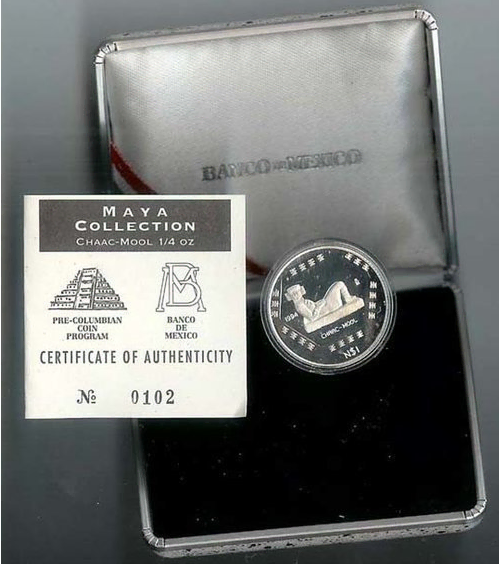 BANCO DE MEXICO
MAYA
COLLECTION
CHAAC-MOOL 1/4 OZ
PRE-COLUMBIAN
COIN
PROGRAM
BANCO
DE
MEXICO
CERTIFICATE OF AUTHENTICITY
№ 0102
1994
CHAAC-MOOL
N$1